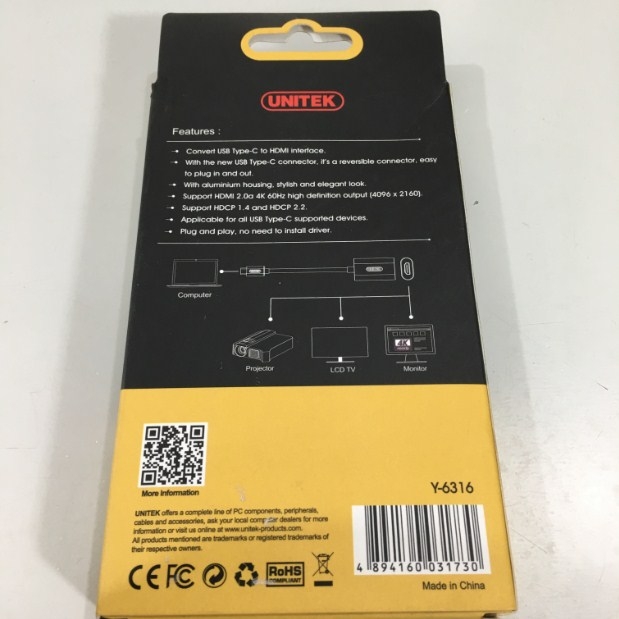 UNITEK
Features :
Convert USB Type-C to HDMI interface.
With the new USB Type-C connector, it's a reversible connector, easy
to plug in and out.
With aluminium housing, stylish and elegant look.
Support HDMI 2.0a 4K 60Hz high definition output (4096 x 2160).
Support HDCP 1.4 and HDCP 2.2.
Applicable for all USB Type-C supported devices.
Plug and play, no need to install driver.
Computer
Projector
LCD TV
Monitor
4K
More Information
Y-6316
UNITEK offers a complete line of PC components, peripherals,
cables and accessories, ask your local computer dealers for more
information or visit us online at www.unitek-products.com.
All products mentioned are trademarks or registered trademarks of
their respective owners.
CE FC RoHS
COMPLIANT
4 894160 031730
Made in China